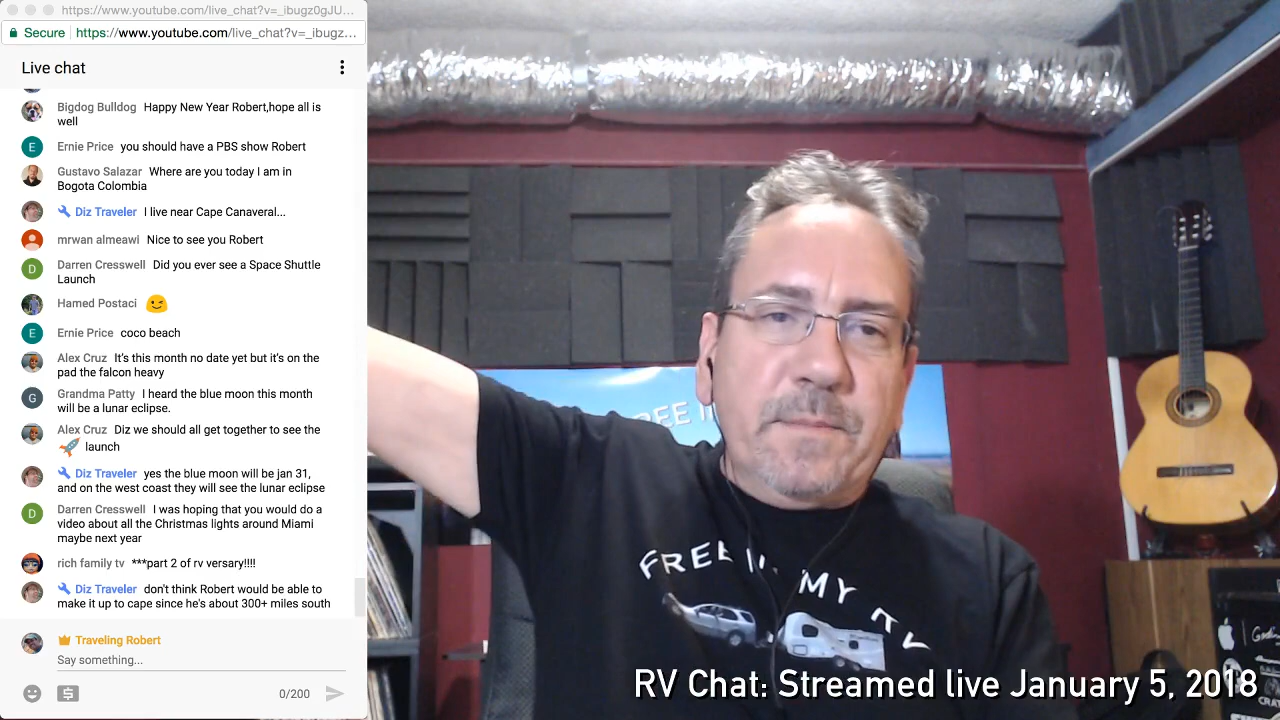 https://www.youtube.com/live_chat?v=_ibugz0gJU...
Secure https://www.youtube.com/live_chat?v=_ibugz...
Live chat
Bigdog Bulldog Happy New Year Robert,hope all is
well
E Ernie Price you should have a PBS show Robert
Gustavo Salazar Where are you today I am in
Bogota Colombia
Diz Traveler I live near Cape Canaveral...
mrwan almeawi Nice to see you Robert
D Darren Cresswell Did you ever see a Space Shuttle
Launch
Hamed Postaci 😉
E Ernie Price coco beach
Alex Cruz It's this month no date yet but it's on the
pad the falcon heavy
G Grandma Patty I heard the blue moon this month
will be a lunar eclipse.
Alex Cruz Diz we should all get together to see the
🚀 launch
Diz Traveler yes the blue moon will be jan 31,
and on the west coast they will see the lunar eclipse
D Darren Cresswell I was hoping that you would do a
video about all the Christmas lights around Miami
maybe next year
rich family tv ***part 2 of rv versary!!!!
Diz Traveler don't think Robert would be able to
make it up to cape since he's about 300+ miles south
Traveling Robert
Say something...
0/200
FREE IN MY RV
RV Chat: Streamed live January 5, 2018